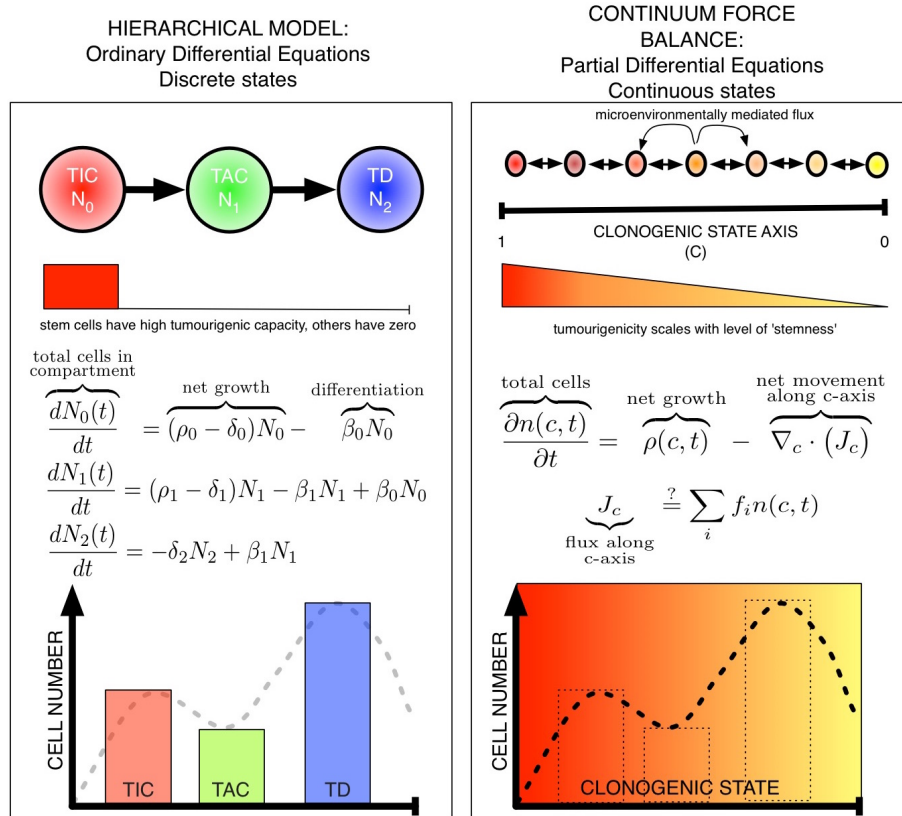 HIERARCHICAL MODEL:
Ordinary Differential Equations
Discrete states
TIC
N₀
TAC
N₁
TD
N₂
stem cells have high tumourigenic capacity, others have zero
total cells in
compartment
net growth
differentiation
dN₀(t)/dt = (ρ₀ − δ₀)N₀ − β₀N₀
dN₁(t)/dt = (ρ₁ − δ₁)N₁ − β₁N₁ + β₀N₀
dN₂(t)/dt = −δ₂N₂ + β₁N₁
CELL NUMBER
TIC
TAC
TD
CONTINUUM FORCE
BALANCE:
Partial Differential Equations
Continuous states
microenvironmentally mediated flux
CLONOGENIC STATE AXIS
1
(C)
0
tumourigenicity scales with level of 'stemness'
total cells
net growth
net movement
along c-axis
∂n(c, t)/∂t = ρ(c, t) − ∇c · (Jc)
Jc ≟ ∑i fᵢn(c, t)
flux along
c-axis
CELL NUMBER
CLONOGENIC STATE